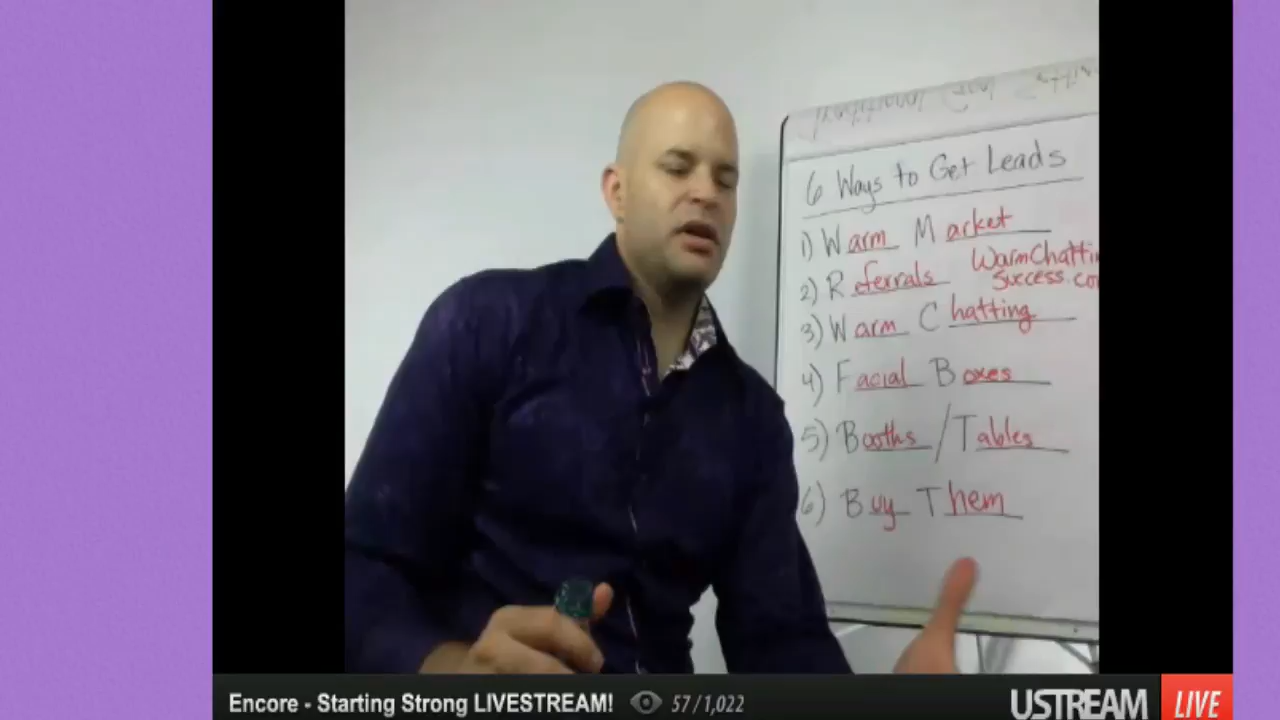 6 Ways to Get Leads
1) Warm Market
2) Referrals
WarmChatti
Success.co
3) Warm Chatting
4) Facial Boxes
5) Booths / Tables
6) Buy Them
Encore - Starting Strong LIVESTREAM! 57 / 1,022 USTREAM LIVE